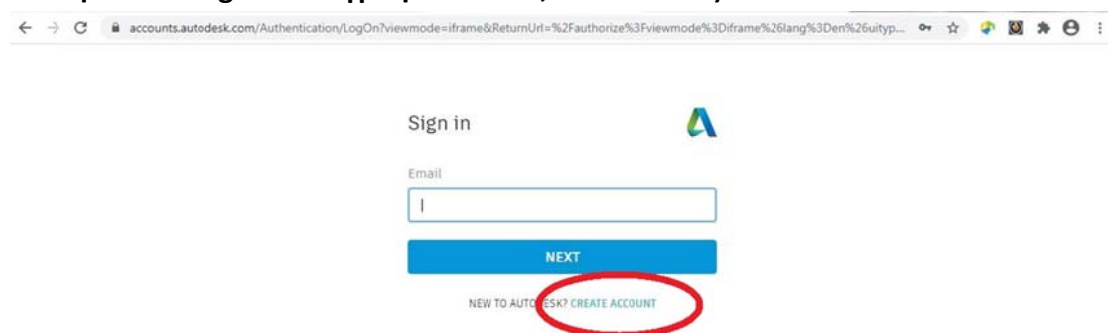 accounts.autodesk.com/Authentication/LogOn?viewmode=iframe&ReturnUrl=%2Fauthorize%3Fviewmode%3Diframe%26lang%3Den%26uityp...
Sign in
Email
NEXT
NEW TO AUTODESK? CREATE ACCOUNT